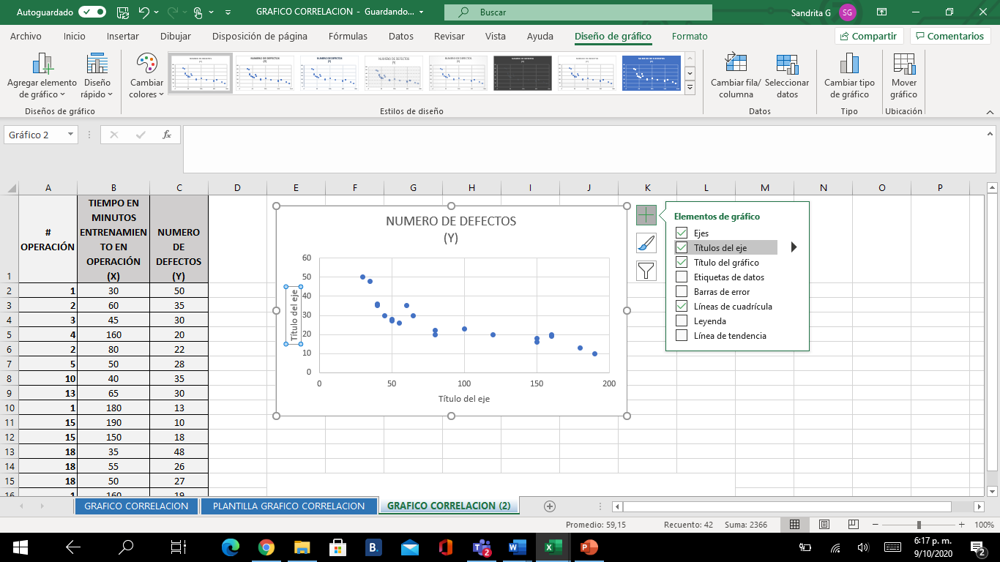 Autoguardado
GRAFICO CORRELACION - Guardando...
Buscar
Sandrita G
SG
Archivo
Inicio
Insertar
Dibujar
Disposición de página
Fórmulas
Datos
Revisar
Vista
Ayuda
Diseño de gráfico
Formato
Compartir
Comentarios
Agregar elemento
de gráfico
Diseño
rápido
Cambiar
colores
Cambiar fila/
columna
Seleccionar
datos
Cambiar tipo
de gráfico
Mover
gráfico
Diseños de gráfico
Estilos de diseño
Datos
Tipo
Ubicación
Gráfico 2
fx
A B C D E F G H I J K L M N O P
1
#
OPERACIÓN
TIEMPO EN
MINUTOS
ENTRENAMIEN
TO EN
OPERACIÓN
(X)
NUMERO
DE
DEFECTOS
(Y)
2 1 30 50
3 2 60 35
4 3 45 30
5 4 160 20
6 2 80 22
7 5 50 28
8 10 40 35
9 13 65 30
10 1 180 13
11 15 190 10
12 15 150 18
13 18 35 48
14 18 55 26
15 18 50 27
16 1 160 19
NUMERO DE DEFECTOS
(Y)
60
50
40
30
20
10
0
Título del eje
0 50 100 150 200
Título del eje
Elementos de gráfico
Ejes
Títulos del eje
Título del gráfico
Etiquetas de datos
Barras de error
Líneas de cuadrícula
Leyenda
Línea de tendencia
GRAFICO CORRELACION
PLANTILLA GRAFICO CORRELACION
GRAFICO CORRELACION (2)
Promedio: 59,15
Recuento: 42
Suma: 2366
100%
B.
2
6:17 p. m.
9/10/2020
2